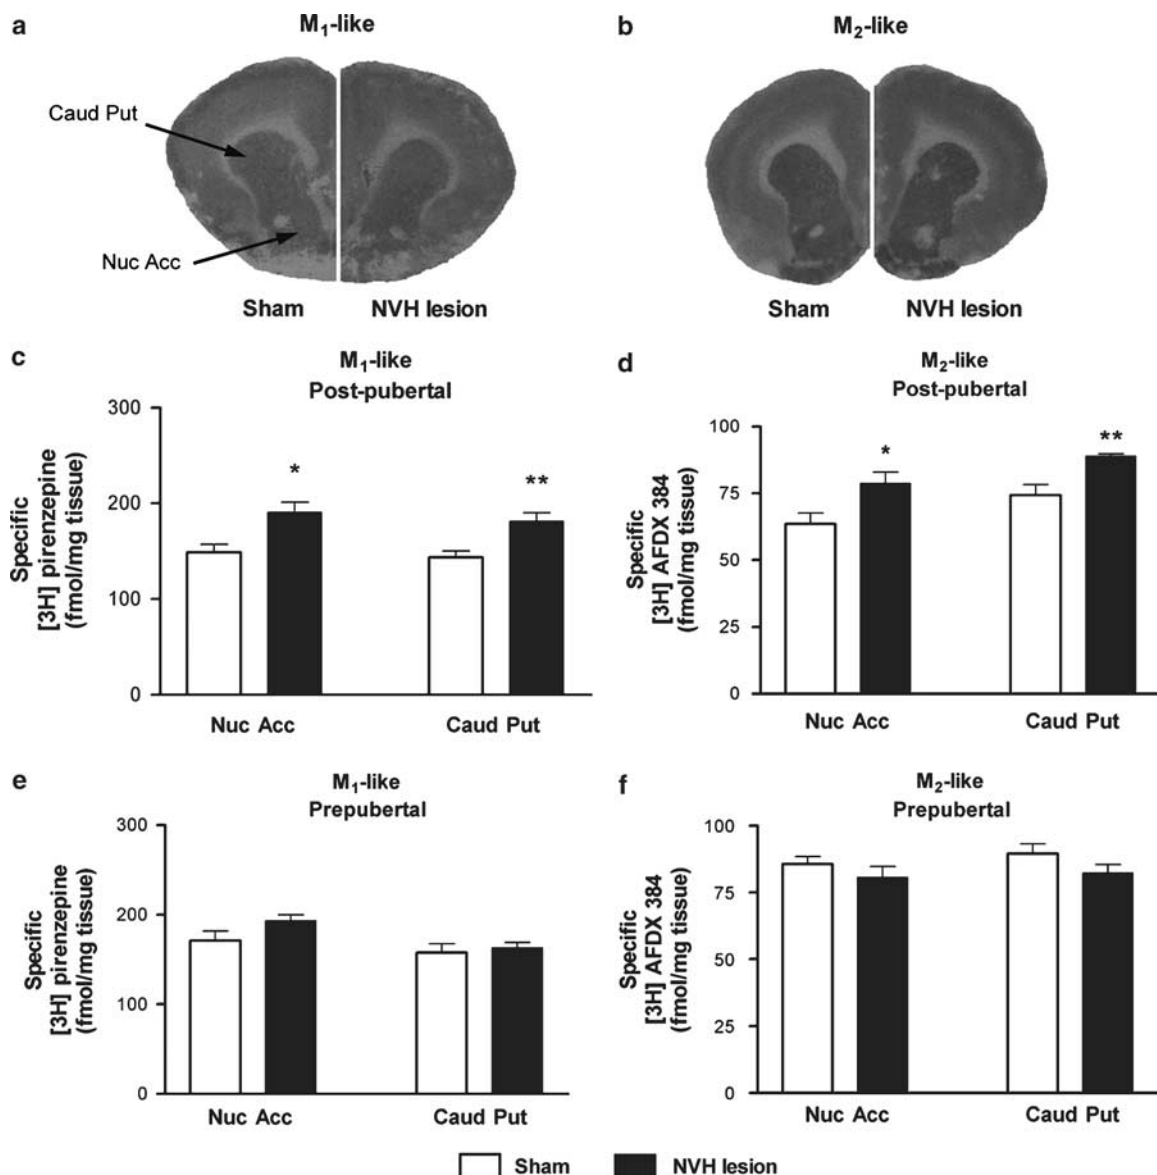 a
M1-like
Caud Put
Nuc Acc
Sham
NVH lesion
b
M2-like
Sham
NVH lesion
c
M1-like
Post-pubertal
Specific
[3H] pirenzepine
(fmol/mg tissue)
300
200
100
0
*
**
Nuc Acc
Caud Put
d
M2-like
Post-pubertal
Specific
[3H] AFDX 384
(fmol/mg tissue)
100
75
50
25
0
*
**
Nuc Acc
Caud Put
e
M1-like
Prepubertal
Specific
[3H] pirenzepine
(fmol/mg tissue)
300
200
100
0
Nuc Acc
Caud Put
f
M2-like
Prepubertal
Specific
[3H] AFDX 384
(fmol/mg tissue)
100
75
50
25
0
Nuc Acc
Caud Put
Sham
NVH lesion